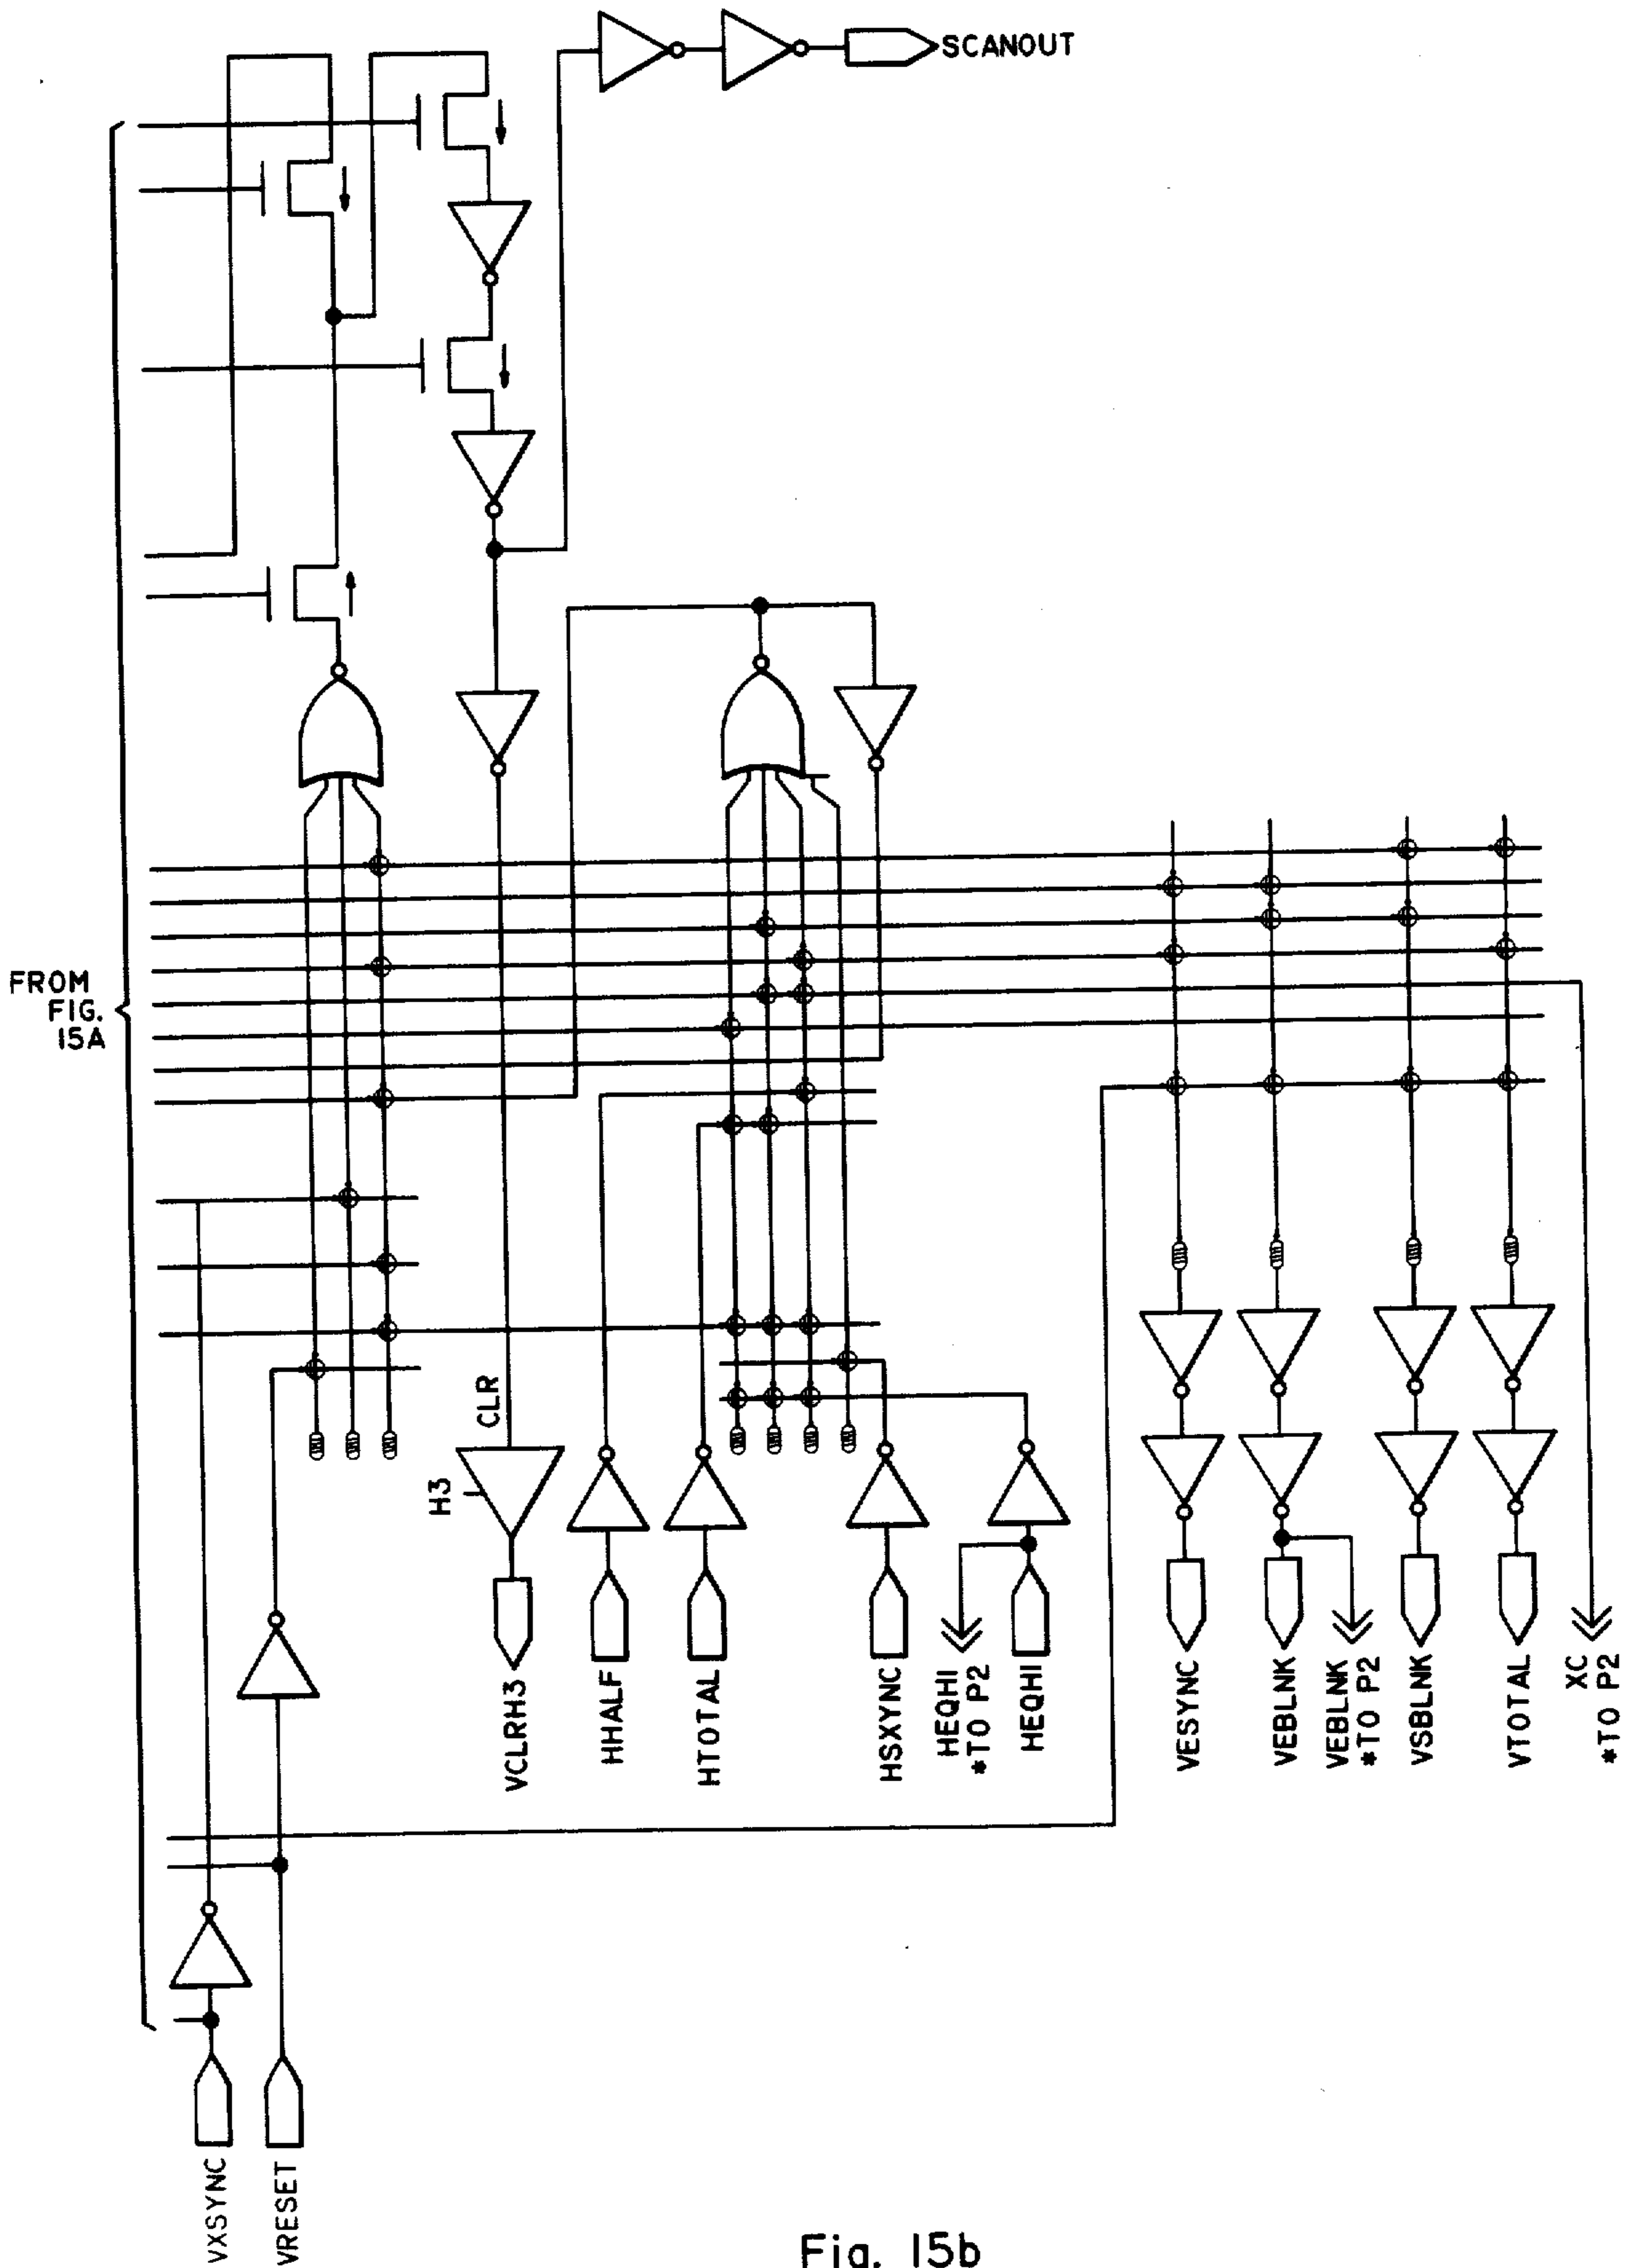 SCANOUT
FROM
FIG.
15A
CLR
H3
VCLRH3
HHALF
HTOTAL
HSXYNC
HEQHI
*TO P2
HEQHI
VESYNC
VEBLNK
VEBLNK
*TO P2
VSBLNK
VTOTAL
XC
*TO P2
VXSYNC
VRESET
Fig. 15b